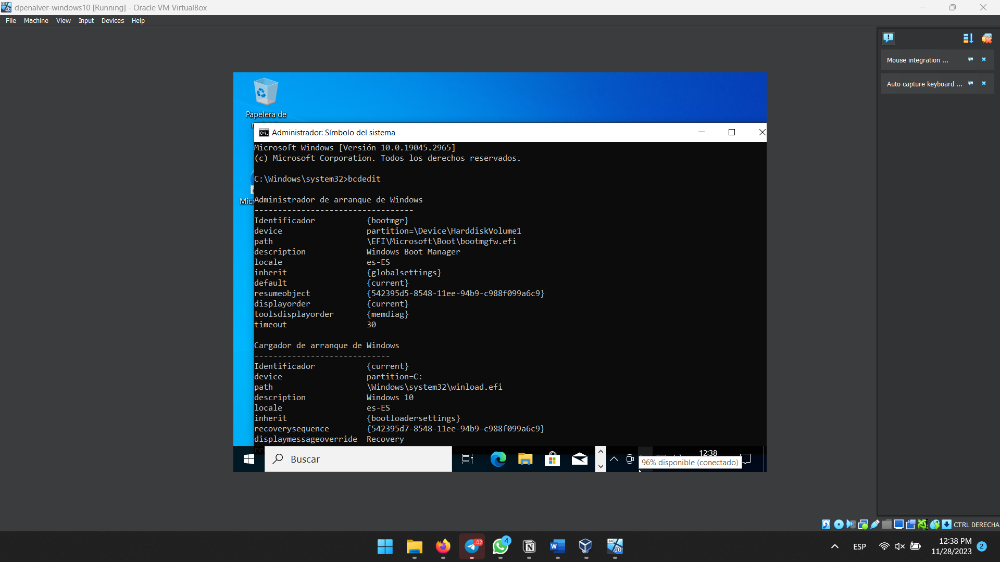 dpenalver-windows10 [Running] - Oracle VM VirtualBox
File Machine View Input Devices Help
Mouse integration ...
Auto capture keyboard ...
Papelera de
Administrador: Símbolo del sistema
Microsoft Windows [Versión 10.0.19045.2965]
(c) Microsoft Corporation. Todos los derechos reservados.
C:\Windows\system32>bcdedit
Administrador de arranque de Windows
----------------------------------
Identificador {bootmgr}
device partition=\Device\HarddiskVolume1
path \EFI\Microsoft\Boot\bootmgfw.efi
description Windows Boot Manager
locale es-ES
inherit {globalsettings}
default {current}
resumeobject {542395d5-8548-11ee-94b9-c988f099a6c9}
displayorder {current}
toolsdisplayorder {memdiag}
timeout 30
Cargador de arranque de Windows
-----------------------------
Identificador {current}
device partition=C:
path \Windows\system32\winload.efi
description Windows 10
locale es-ES
inherit {bootloadersettings}
recoverysequence {542395d7-8548-11ee-94b9-c988f099a6c9}
displaymessageoverride Recovery
Micr
Buscar
12:38
96% disponible (conectado)
CTRL DERECHA
..02
4
W
64
10
ESP
12:38 PM
11/28/2023
2